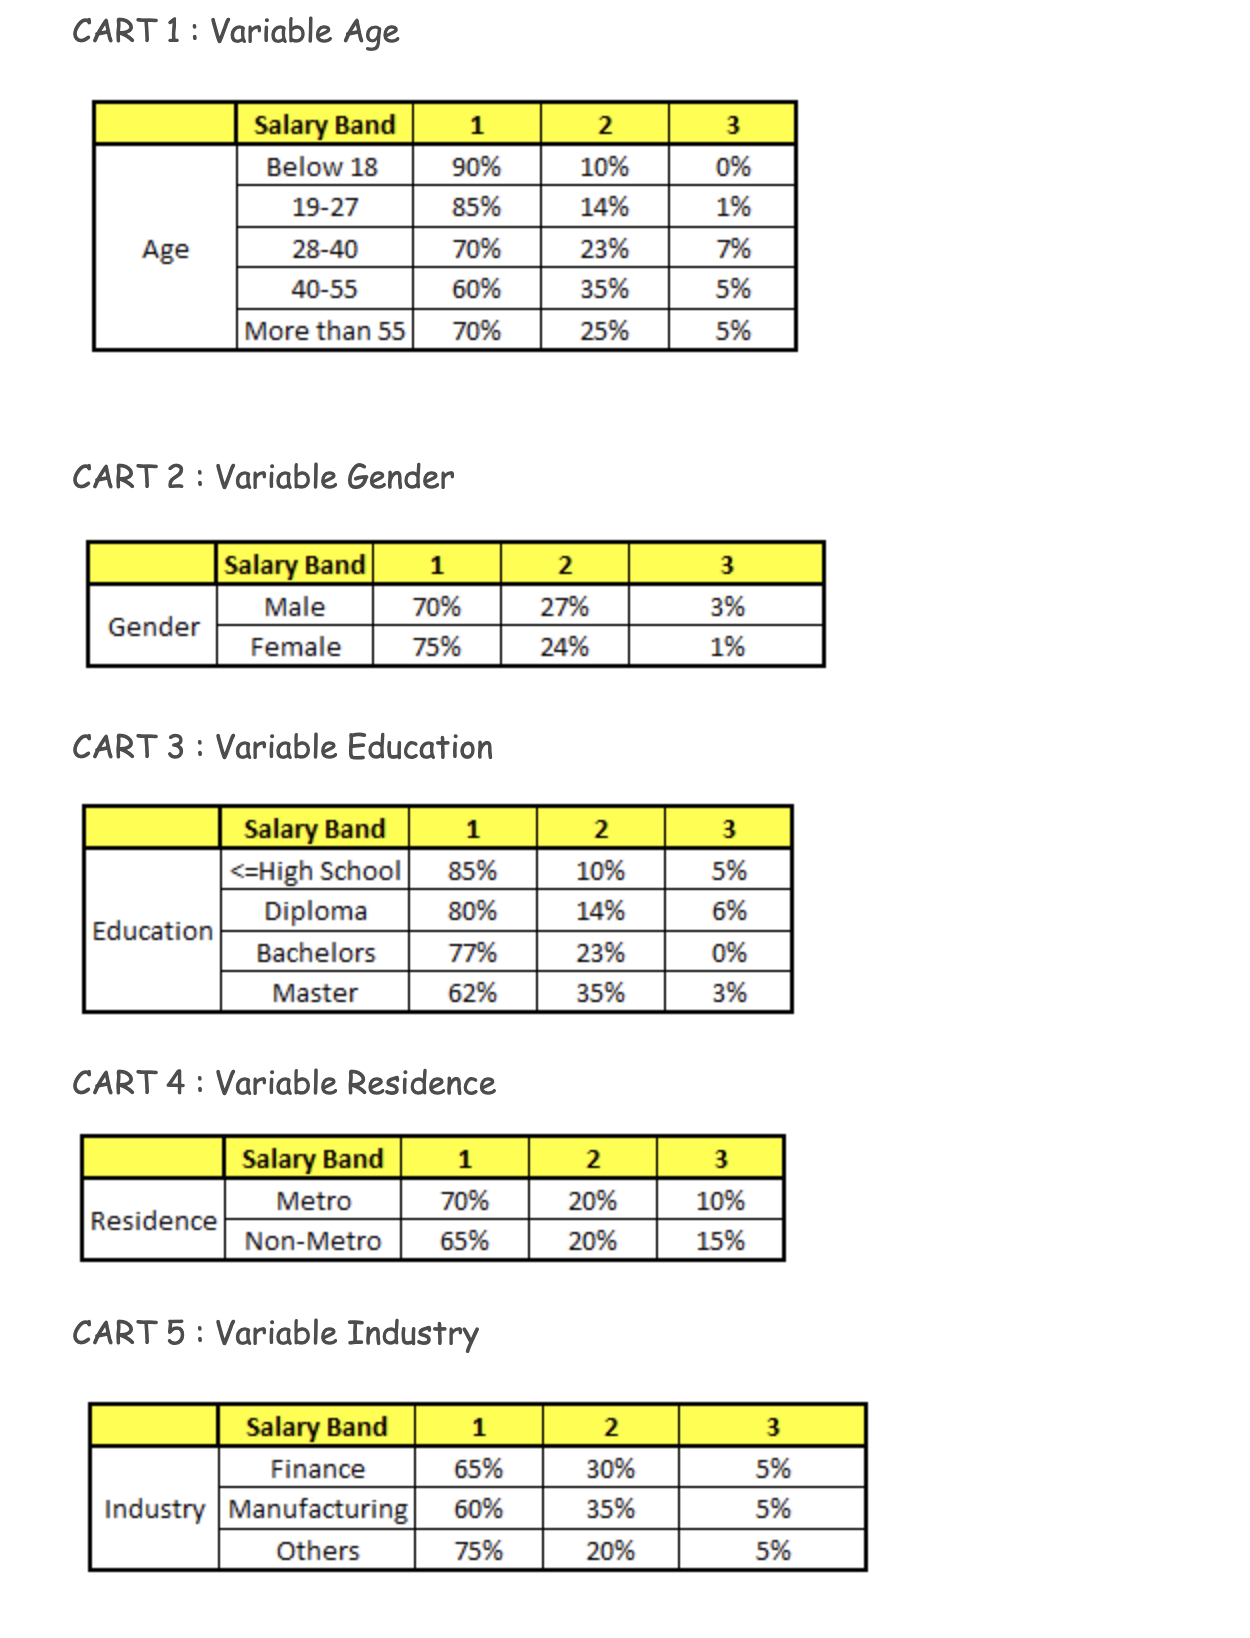 CART 1 : Variable Age
Salary Band 1 2 3
Below 18 90% 10% 0%
19-27 85% 14% 1%
Age 28-40 70% 23% 7%
40-55 60% 35% 5%
More than 55 70% 25% 5%
CART 2 : Variable Gender
Salary Band 1 2 3
Gender Male 70% 27% 3%
Female 75% 24% 1%
CART 3 : Variable Education
Salary Band 1 2 3
<=High School 85% 10% 5%
Education Diploma 80% 14% 6%
Bachelors 77% 23% 0%
Master 62% 35% 3%
CART 4 : Variable Residence
Salary Band 1 2 3
Residence Metro 70% 20% 10%
Non-Metro 65% 20% 15%
CART 5 : Variable Industry
Salary Band 1 2 3
Finance 65% 30% 5%
Industry Manufacturing 60% 35% 5%
Others 75% 20% 5%